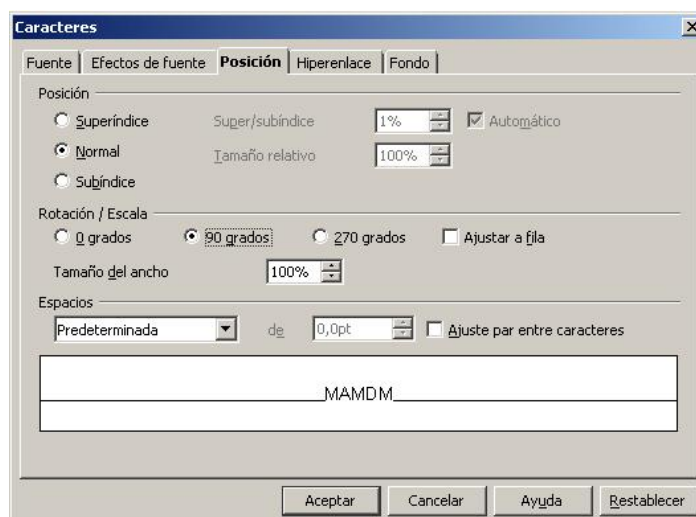 Caracteres
Fuente Efectos de fuente Posición Hiperenlace Fondo
Posición
Superíndice Super/subíndice 1% Automático
Normal Tamaño relativo 100%
Subíndice
Rotación / Escala
0 grados 90 grados 270 grados Ajustar a fila
Tamaño del ancho 100%
Espacios
Predeterminada de 0,0pt Ajuste par entre caracteres
MAMDM
Aceptar Cancelar Ayuda Restablecer